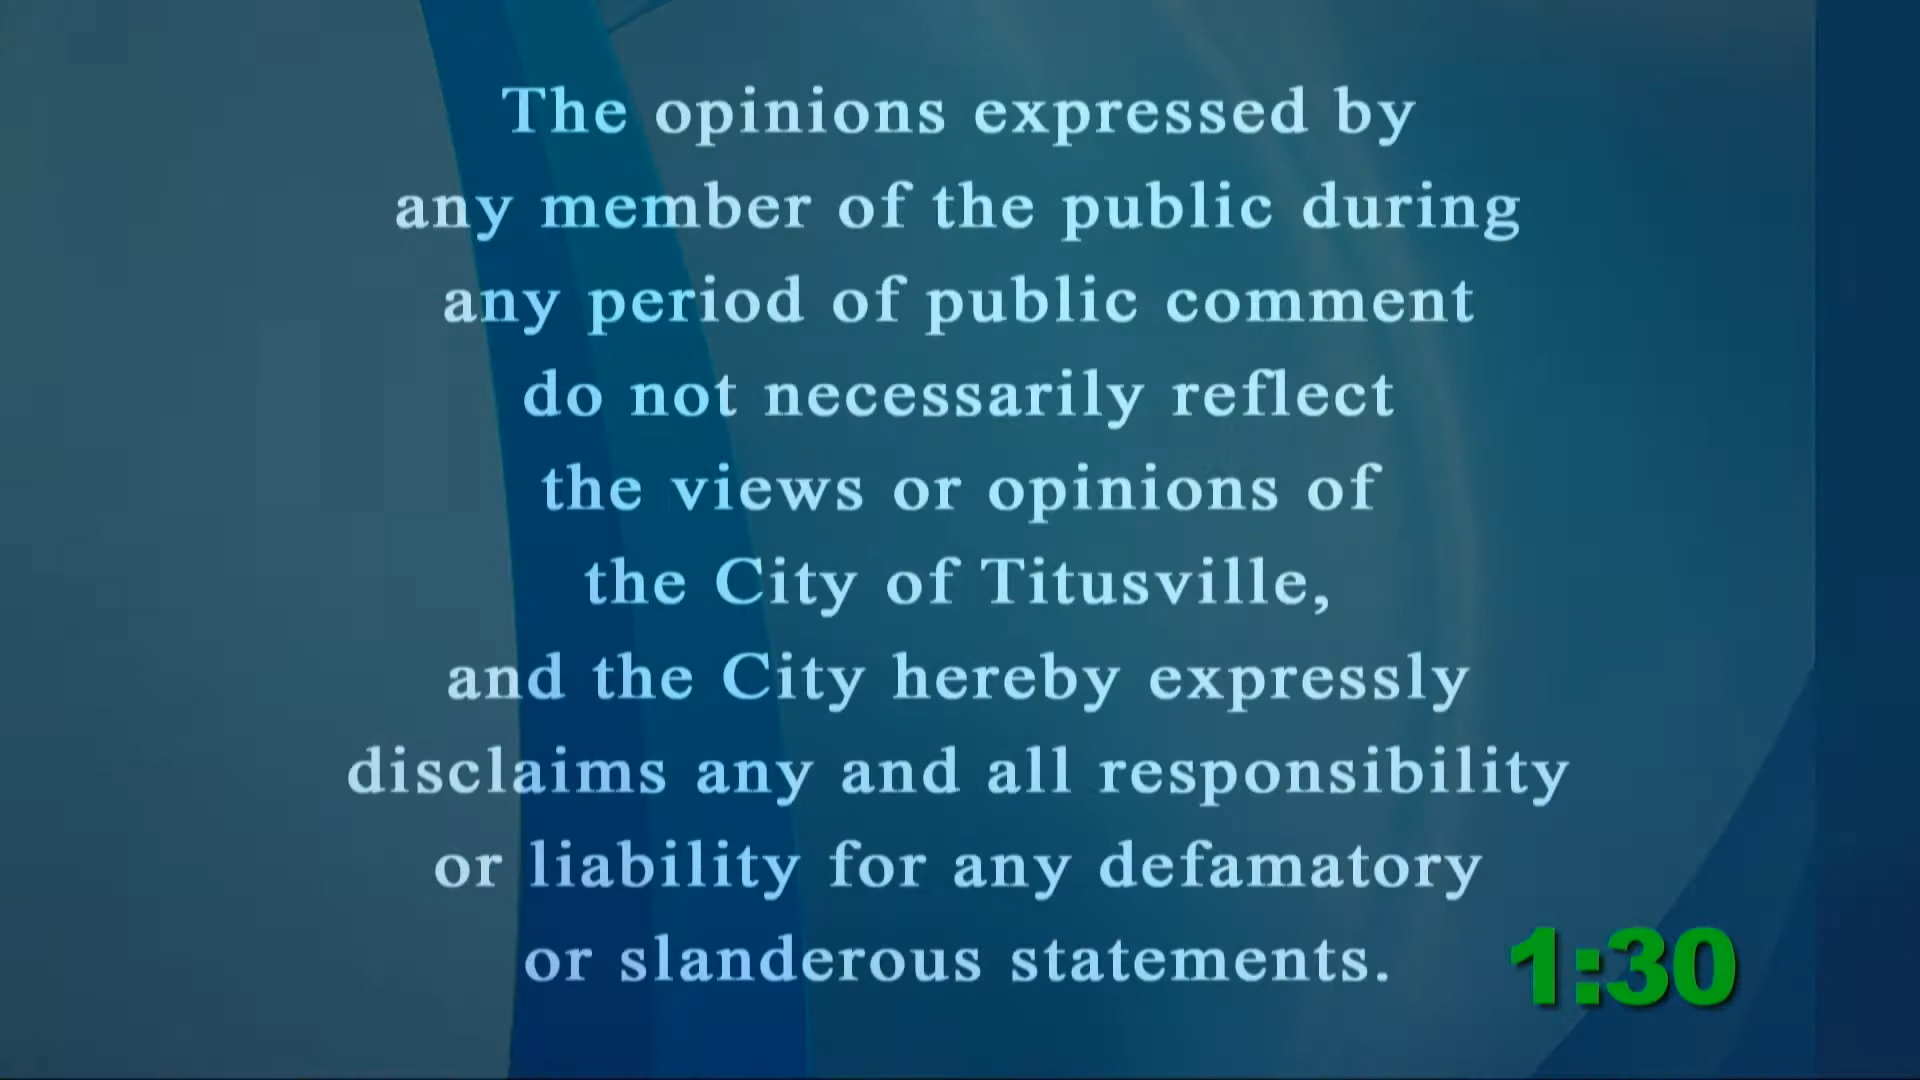 The opinions expressed by
any member of the public during
any period of public comment
do not necessarily reflect
the views or opinions of
the City of Titusville,
and the City hereby expressly
disclaims any and all responsibility
or liability for any defamatory
or slanderous statements.
1:30